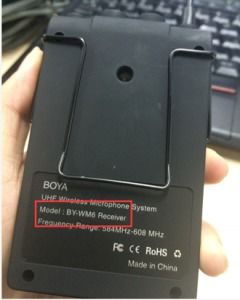 BOYA
UHF Wireless Microphone System
Model : BY-WM6 Receiver
Frequency Range: 584MHz-608 MHz
FC CE RoHS
Made in China